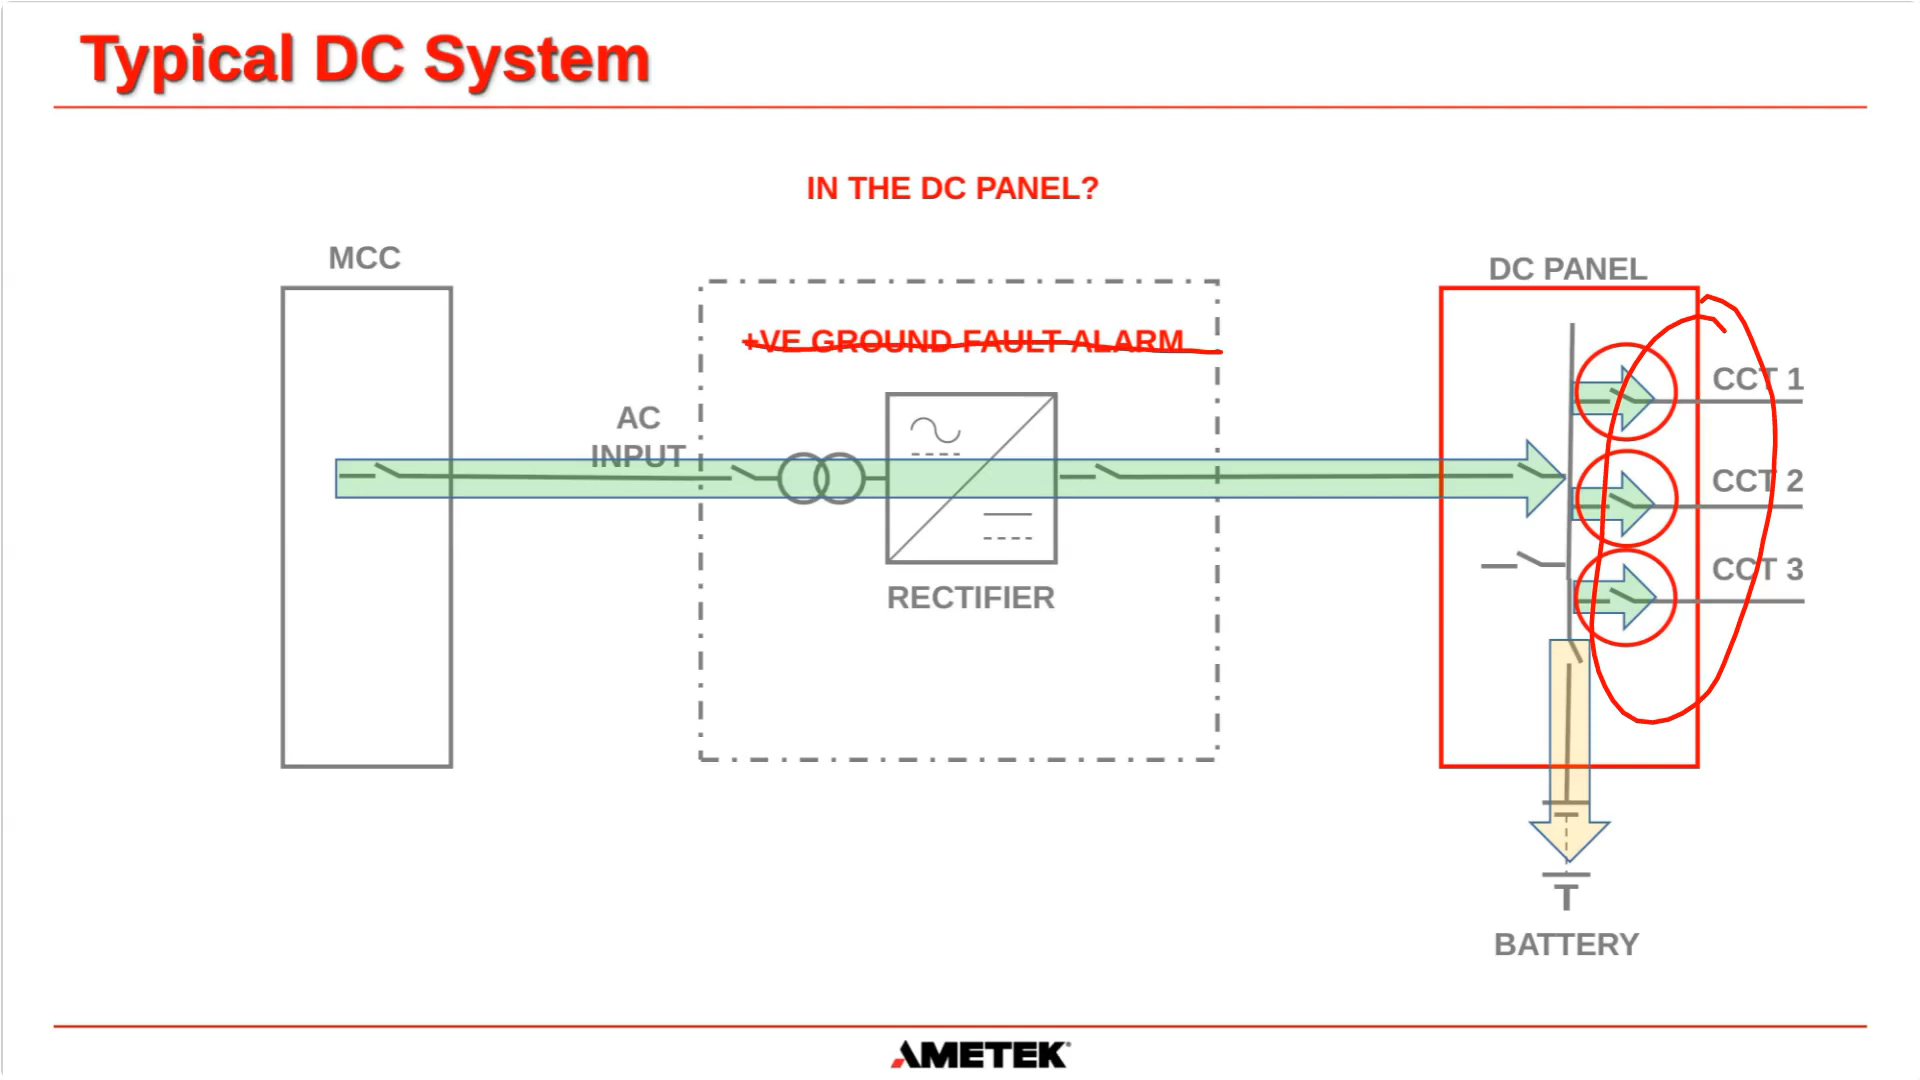 Typical DC System
IN THE DC PANEL?
MCC
DC PANEL
+VE GROUND FAULT ALARM
CCT 1
AC
INPUT
CCT 2
CCT 3
RECTIFIER
BATTERY
AMETEK®